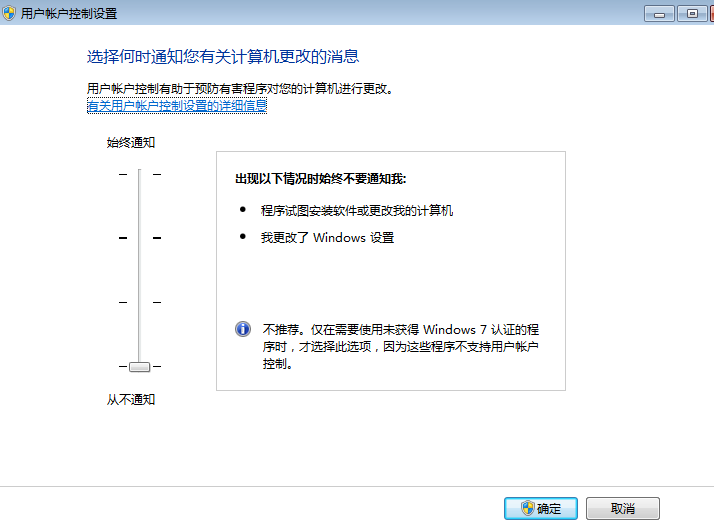 用户帐户控制设置
选择何时通知您有关计算机更改的消息
用户帐户控制有助于预防有害程序对您的计算机进行更改。
有关用户帐户控制设置的详细信息
始终通知
出现以下情况时始终不要通知我:
● 程序试图安装软件或更改我的计算机
● 我更改了 Windows 设置
不推荐。仅在需要使用未获得 Windows 7 认证的程
序时，才选择此选项，因为这些程序不支持用户帐户
控制。
从不通知
确定
取消